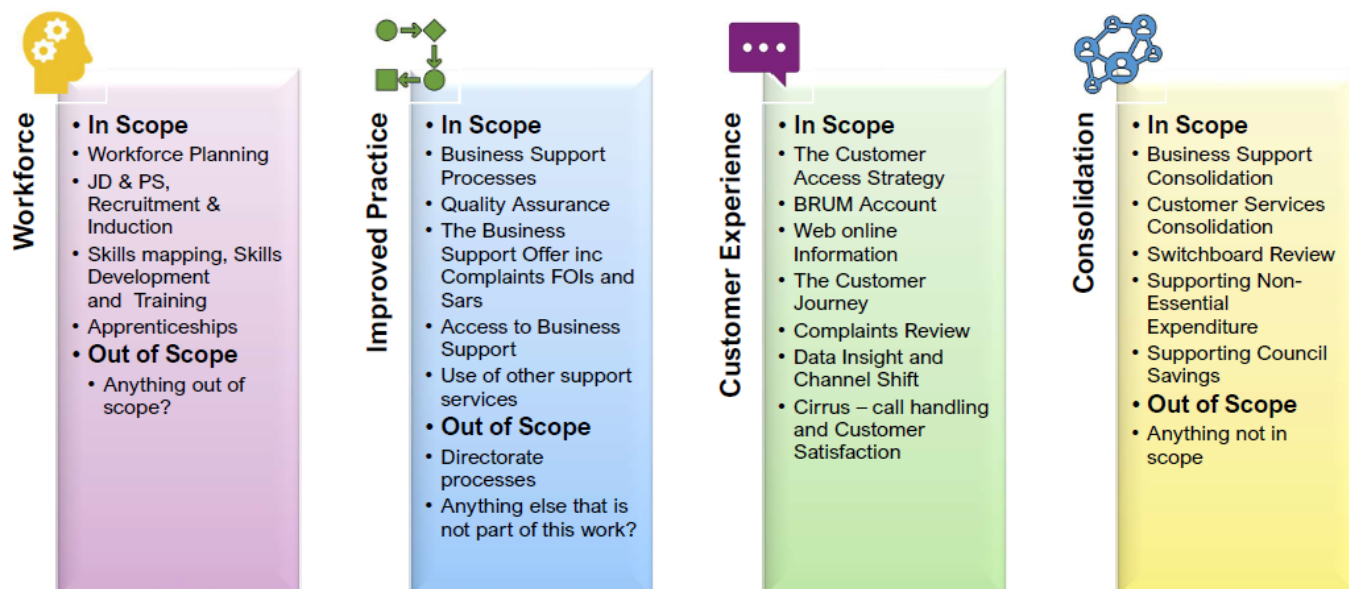 Workforce
• In Scope
• Workforce Planning
• JD & PS,
Recruitment &
Induction
• Skills mapping, Skills
Development
and Training
• Apprenticeships
• Out of Scope
• Anything out of
scope?
Improved Practice
• In Scope
• Business Support
Processes
• Quality Assurance
• The Business
Support Offer inc
Complaints FOIs and
Sars
• Access to Business
Support
• Use of other support
services
• Out of Scope
• Directorate
processes
• Anything else that is
not part of this work?
Customer Experience
• In Scope
• The Customer
Access Strategy
• BRUM Account
• Web online
Information
• The Customer
Journey
• Complaints Review
• Data Insight and
Channel Shift
• Cirrus – call handling
and Customer
Satisfaction
Consolidation
• In Scope
• Business Support
Consolidation
• Customer Services
Consolidation
• Switchboard Review
• Supporting Non-
Essential
Expenditure
• Supporting Council
Savings
• Out of Scope
• Anything not in
scope